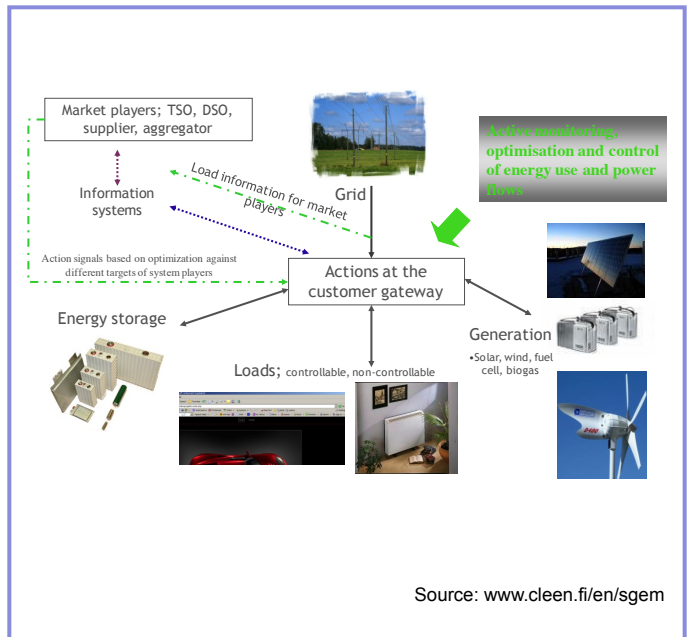 Market players; TSO, DSO,
supplier, aggregator
Active monitoring,
optimisation and control
of energy use and power
flows
Load information for market
players
Information
systems
Grid
Action signals based on optimization against
different targets of system players
Actions at the
customer gateway
Energy storage
Generation
•Solar, wind, fuel
cell, biogas
Loads; controllable, non-controllable
D400
Source: www.cleen.fi/en/sgem